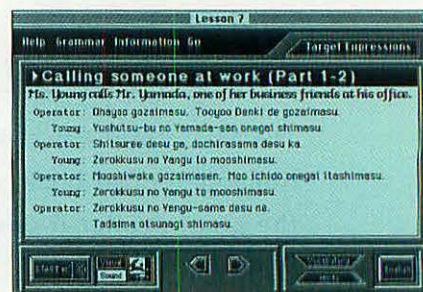 Lesson 7
Help Grammar Information Go
Target Expressions
Calling someone at work (Part 1-2)
Ms. Young calls Mr. Yamada, one of her business friends at his office.
Operator: Ohayoo gozaimasu. Tooyoo Denki de gozaimasu.
Young: Yushutsu-bu no Yamada-san onegai shimasu.
Operator: Shitsuree desu ga, dochirasama desu ka.
Young: Zerokkusu no Yangu to mooshimasu.
Operator: Mooshiwake gozaimasen. Moo ichido onegai itashimasu.
Young: Zerokkusu no Yangu to mooshimasu.
Operator: Zerokkusu no Yangu-sama desu ne.
Tadaima otsunagi shimasu.
Sound